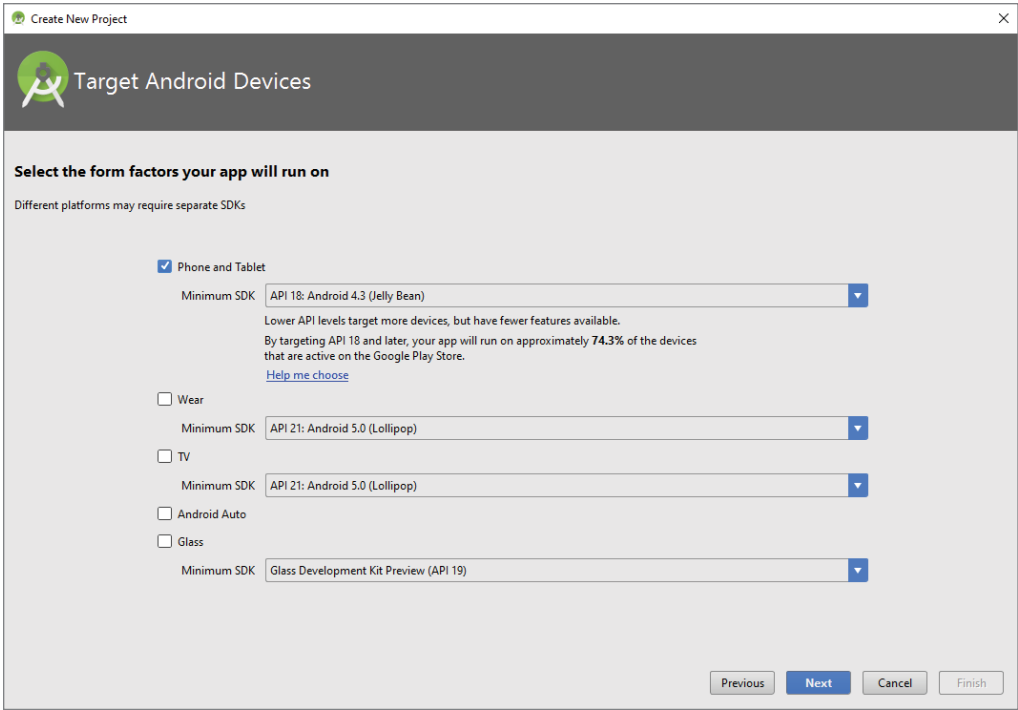 Create New Project
Target Android Devices
Select the form factors your app will run on
Different platforms may require separate SDKs
Phone and Tablet
Minimum SDK API 18: Android 4.3 (Jelly Bean)
Lower API levels target more devices, but have fewer features available.
By targeting API 18 and later, your app will run on approximately 74.3% of the devices
that are active on the Google Play Store.
Help me choose
Wear
Minimum SDK API 21: Android 5.0 (Lollipop)
TV
Minimum SDK API 21: Android 5.0 (Lollipop)
Android Auto
Glass
Minimum SDK Glass Development Kit Preview (API 19)
Previous Next Cancel Finish